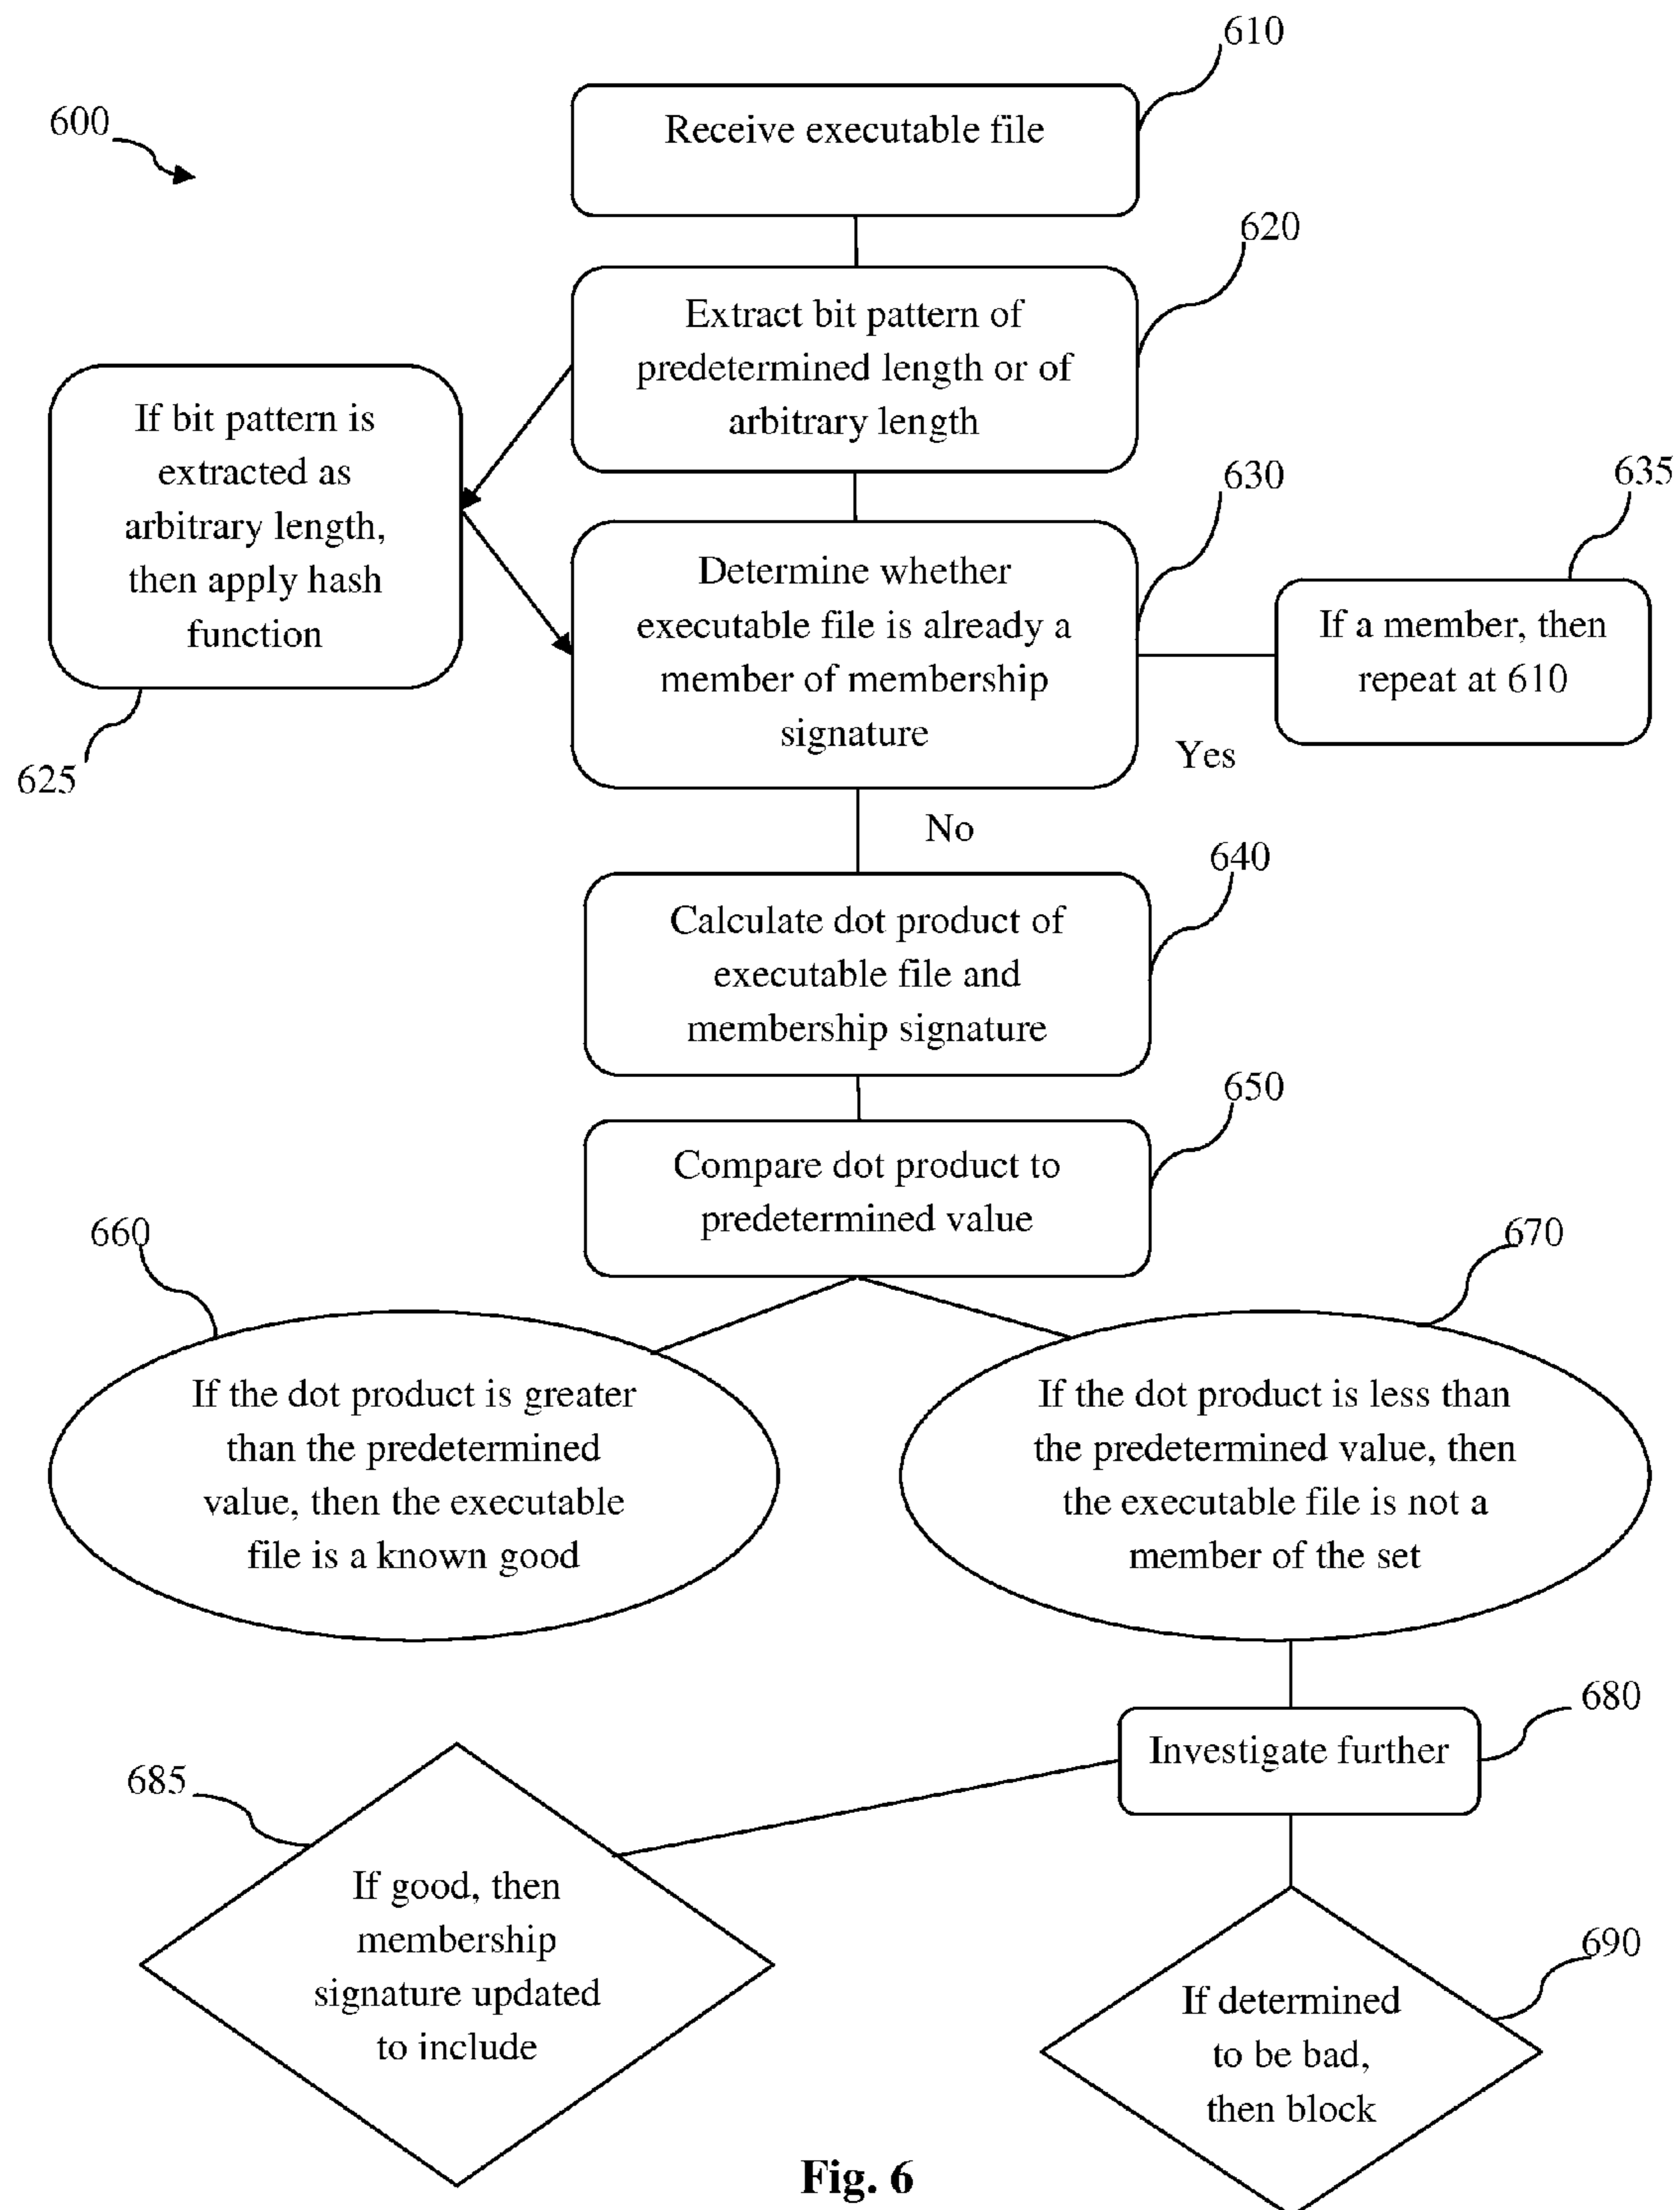 610
600
Receive executable file
620
Extract bit pattern of
predetermined length or of
arbitrary length
If bit pattern is
extracted as
arbitrary length,
then apply hash
function
625
630
Determine whether
executable file is already a
member of membership
signature
635
If a member, then
repeat at 610
Yes
No
640
Calculate dot product of
executable file and
membership signature
650
Compare dot product to
predetermined value
660
If the dot product is greater
than the predetermined
value, then the executable
file is a known good
670
If the dot product is less than
the predetermined value, then
the executable file is not a
member of the set
680
Investigate further
685
If good, then
membership
signature updated
to include
690
If determined
to be bad,
then block
Fig. 6